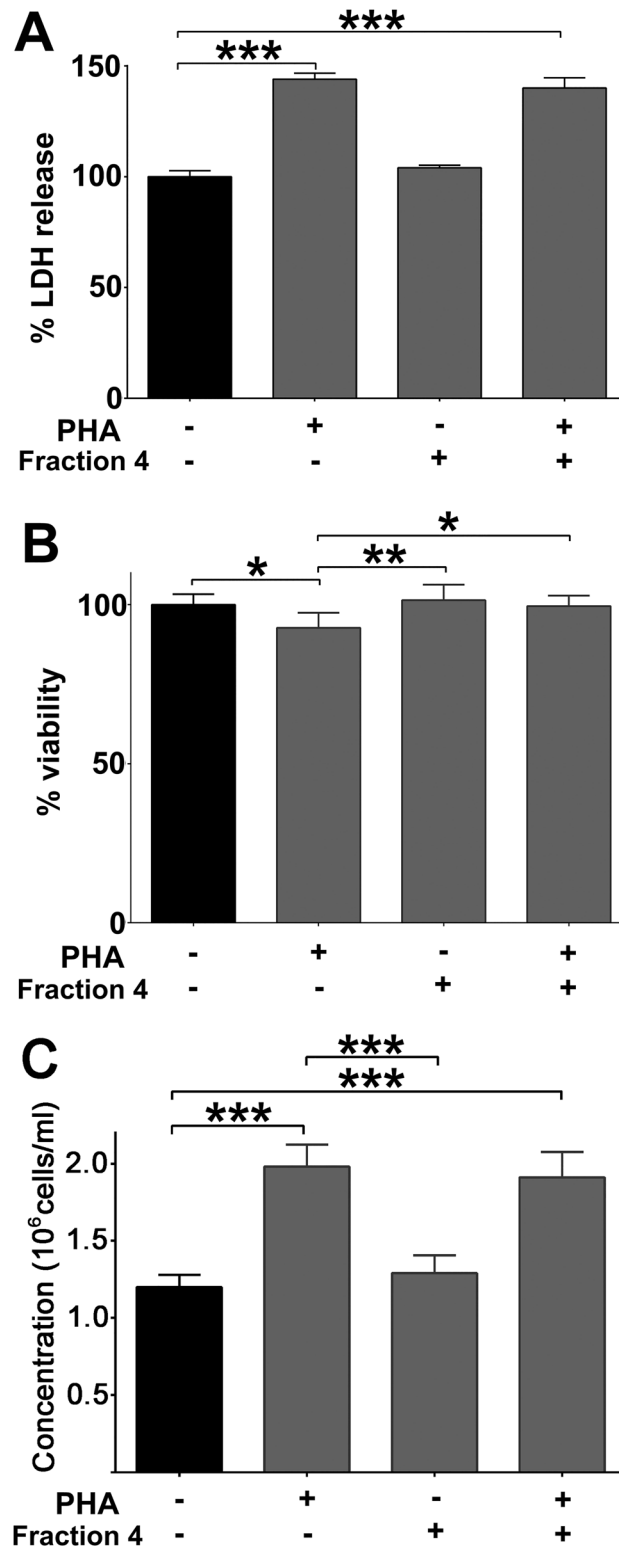 A
***
***
150
100
50
0
% LDH release
PHA - + - +
Fraction 4 - - + +
B
*
* **
100
50
0
% viability
PHA - + - +
Fraction 4 - - + +
C
***
***
***
2.0
1.5
1.0
0.5
Concentration (10⁶cells/ml)
PHA - + - +
Fraction 4 - - + +